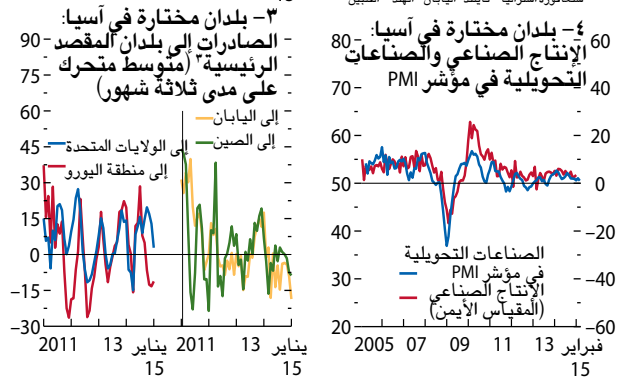 ٣– بلدان مختارة في آسيا:
الصادرات إلى بلدان المقصد
الرئيسية٣ (متوسط متحرك
على مدى ثلاثة شهور)
90
75
60
45
30
15
0
–15
–30
إلى اليابان
إلى الصين
إلى الولايات المتحدة
إلى منطقة اليورو
2011 13 يناير 15
2011 13 يناير 15
٤– بلدان مختارة في آسيا:
الإنتاج الصناعي والصناعات
التحويلية في مؤشر PMI
80
70
60
50
40
30
20
60
40
20
0
–20
–40
–60
الصناعات التحويلية
في مؤشر PMI
الإنتاج الصناعي
(المقياس الأيمن)
2005 07 09 11 13 فبراير 15